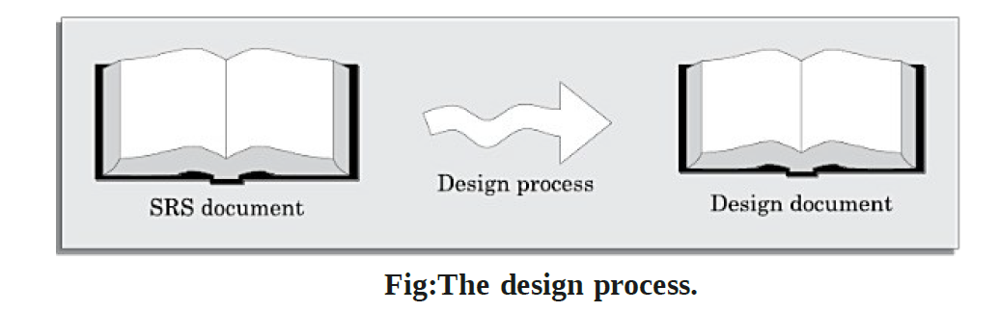 SRS document
Design process
Design document
Fig:The design process.